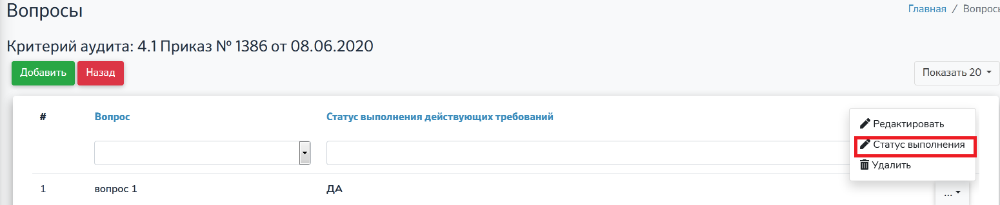 Вопросы
Главная / Вопросы
Критерий аудита: 4.1 Приказ № 1386 от 08.06.2020
Добавить Назад
Показать 20
# Вопрос Статус выполнения действующих требований
Редактировать
Статус выполнения
Удалить
1 вопрос 1 ДА
...